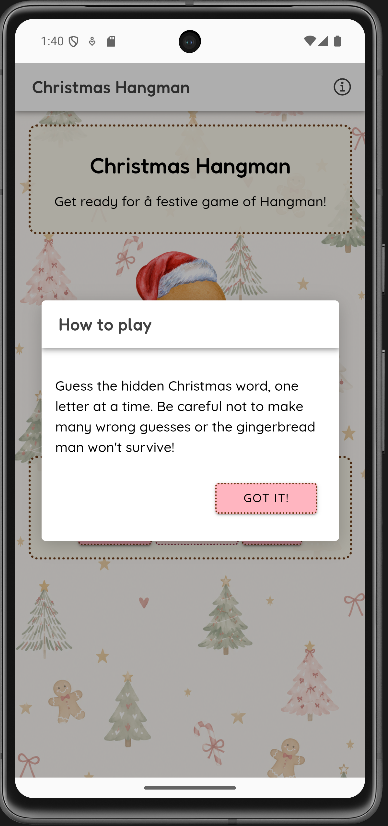 1:40
Christmas Hangman
Christmas Hangman
Get ready for a festive game of Hangman!
How to play
Guess the hidden Christmas word, one
letter at a time. Be careful not to make
many wrong guesses or the gingerbread
man won't survive!
GOT IT!